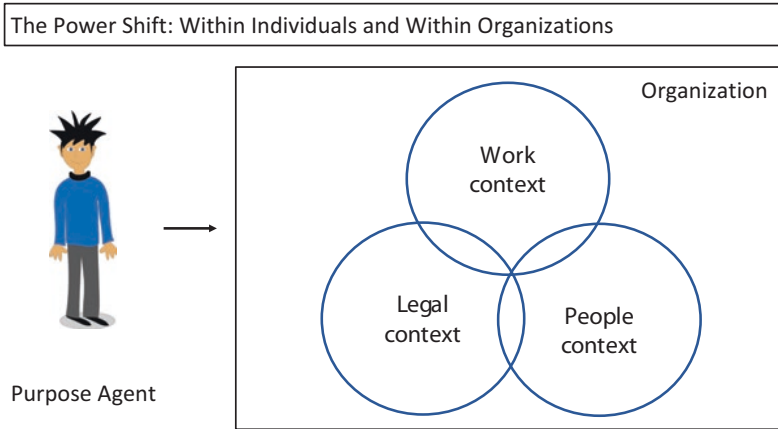 The Power Shift: Within Individuals and Within Organizations
Organization
Work
context
Legal
context
People
context
Purpose Agent